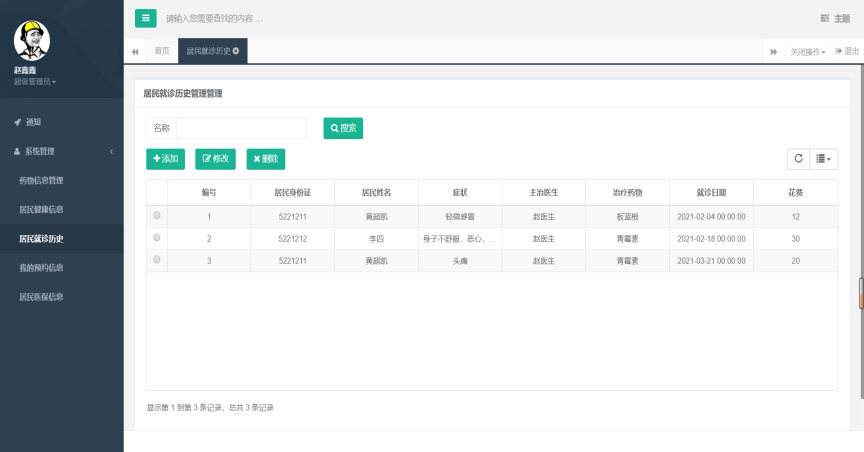 请输入您需要查找的内容 …
主题
赵鑫鑫
超级管理员
首页
居民就诊历史
关闭操作
退出
通知
系统管理
药物信息管理
居民健康信息
居民就诊历史
我的预约信息
居民医保信息
居民就诊历史管理管理
名称
搜索
添加 修改 删除
编号 居民身份证 居民姓名 症状 主治医生 治疗药物 就诊日期 花费
1 5221211 黄超凯 轻微感冒 赵医生 板蓝根 2021-02-04 00:00:00 12
2 5221212 李四 身子不舒服，恶心，... 赵医生 青霉素 2021-02-18 00:00:00 30
3 5221211 黄超凯 头痛 赵医生 青霉素 2021-03-21 00:00:00 20
显示第 1 到第 3 条记录，总共 3 条记录